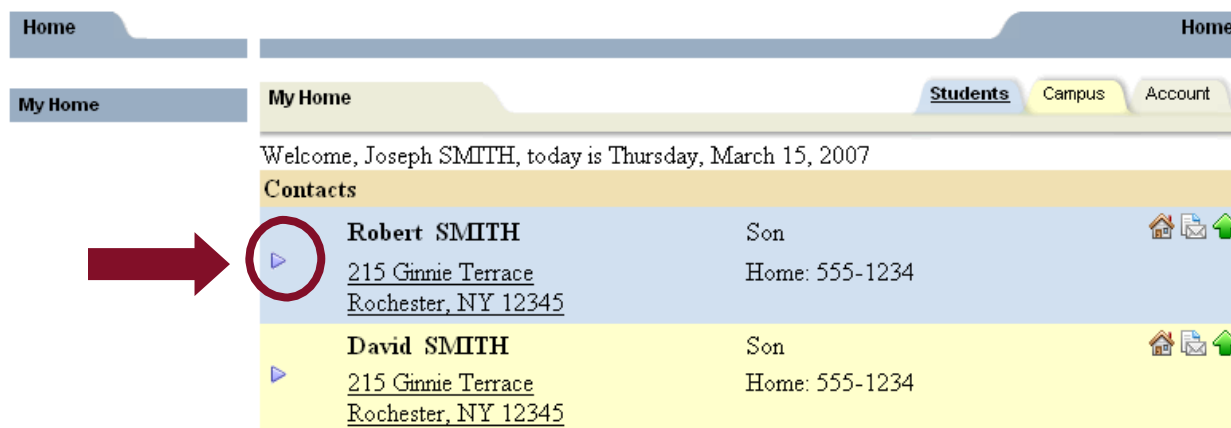 Home
Home
My Home
My Home
Students
Campus
Account
Welcome, Joseph SMITH, today is Thursday, March 15, 2007
Contacts
Robert SMITH
Son
215 Ginnie Terrace
Home: 555-1234
Rochester, NY 12345
David SMITH
Son
215 Ginnie Terrace
Home: 555-1234
Rochester, NY 12345